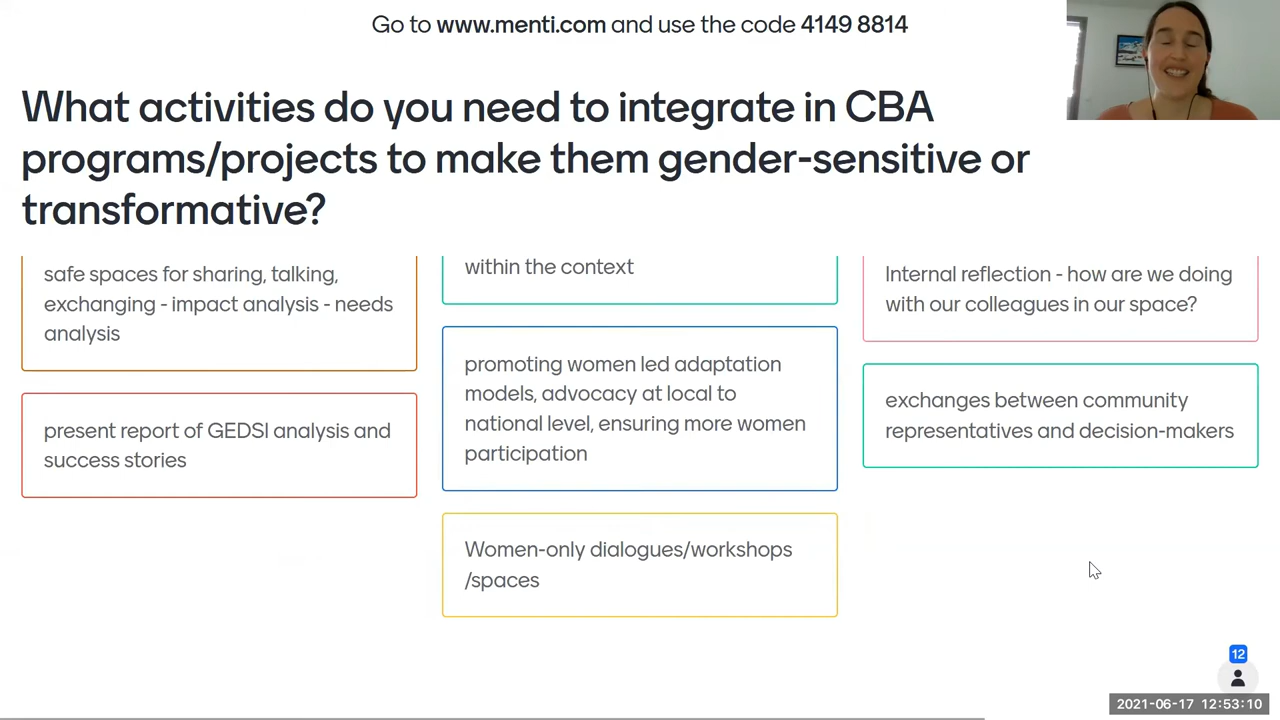 Go to www.menti.com and use the code 4149 8814
What activities do you need to integrate in CBA
programs/projects to make them gender-sensitive or
transformative?
safe spaces for sharing, talking,
exchanging - impact analysis - needs
analysis
present report of GEDSI analysis and
success stories
within the context
promoting women led adaptation
models, advocacy at local to
national level, ensuring more women
participation
Women-only dialogues/workshops
/spaces
Internal reflection - how are we doing
with our colleagues in our space?
exchanges between community
representatives and decision-makers
12
2021-06-17 12:53:10